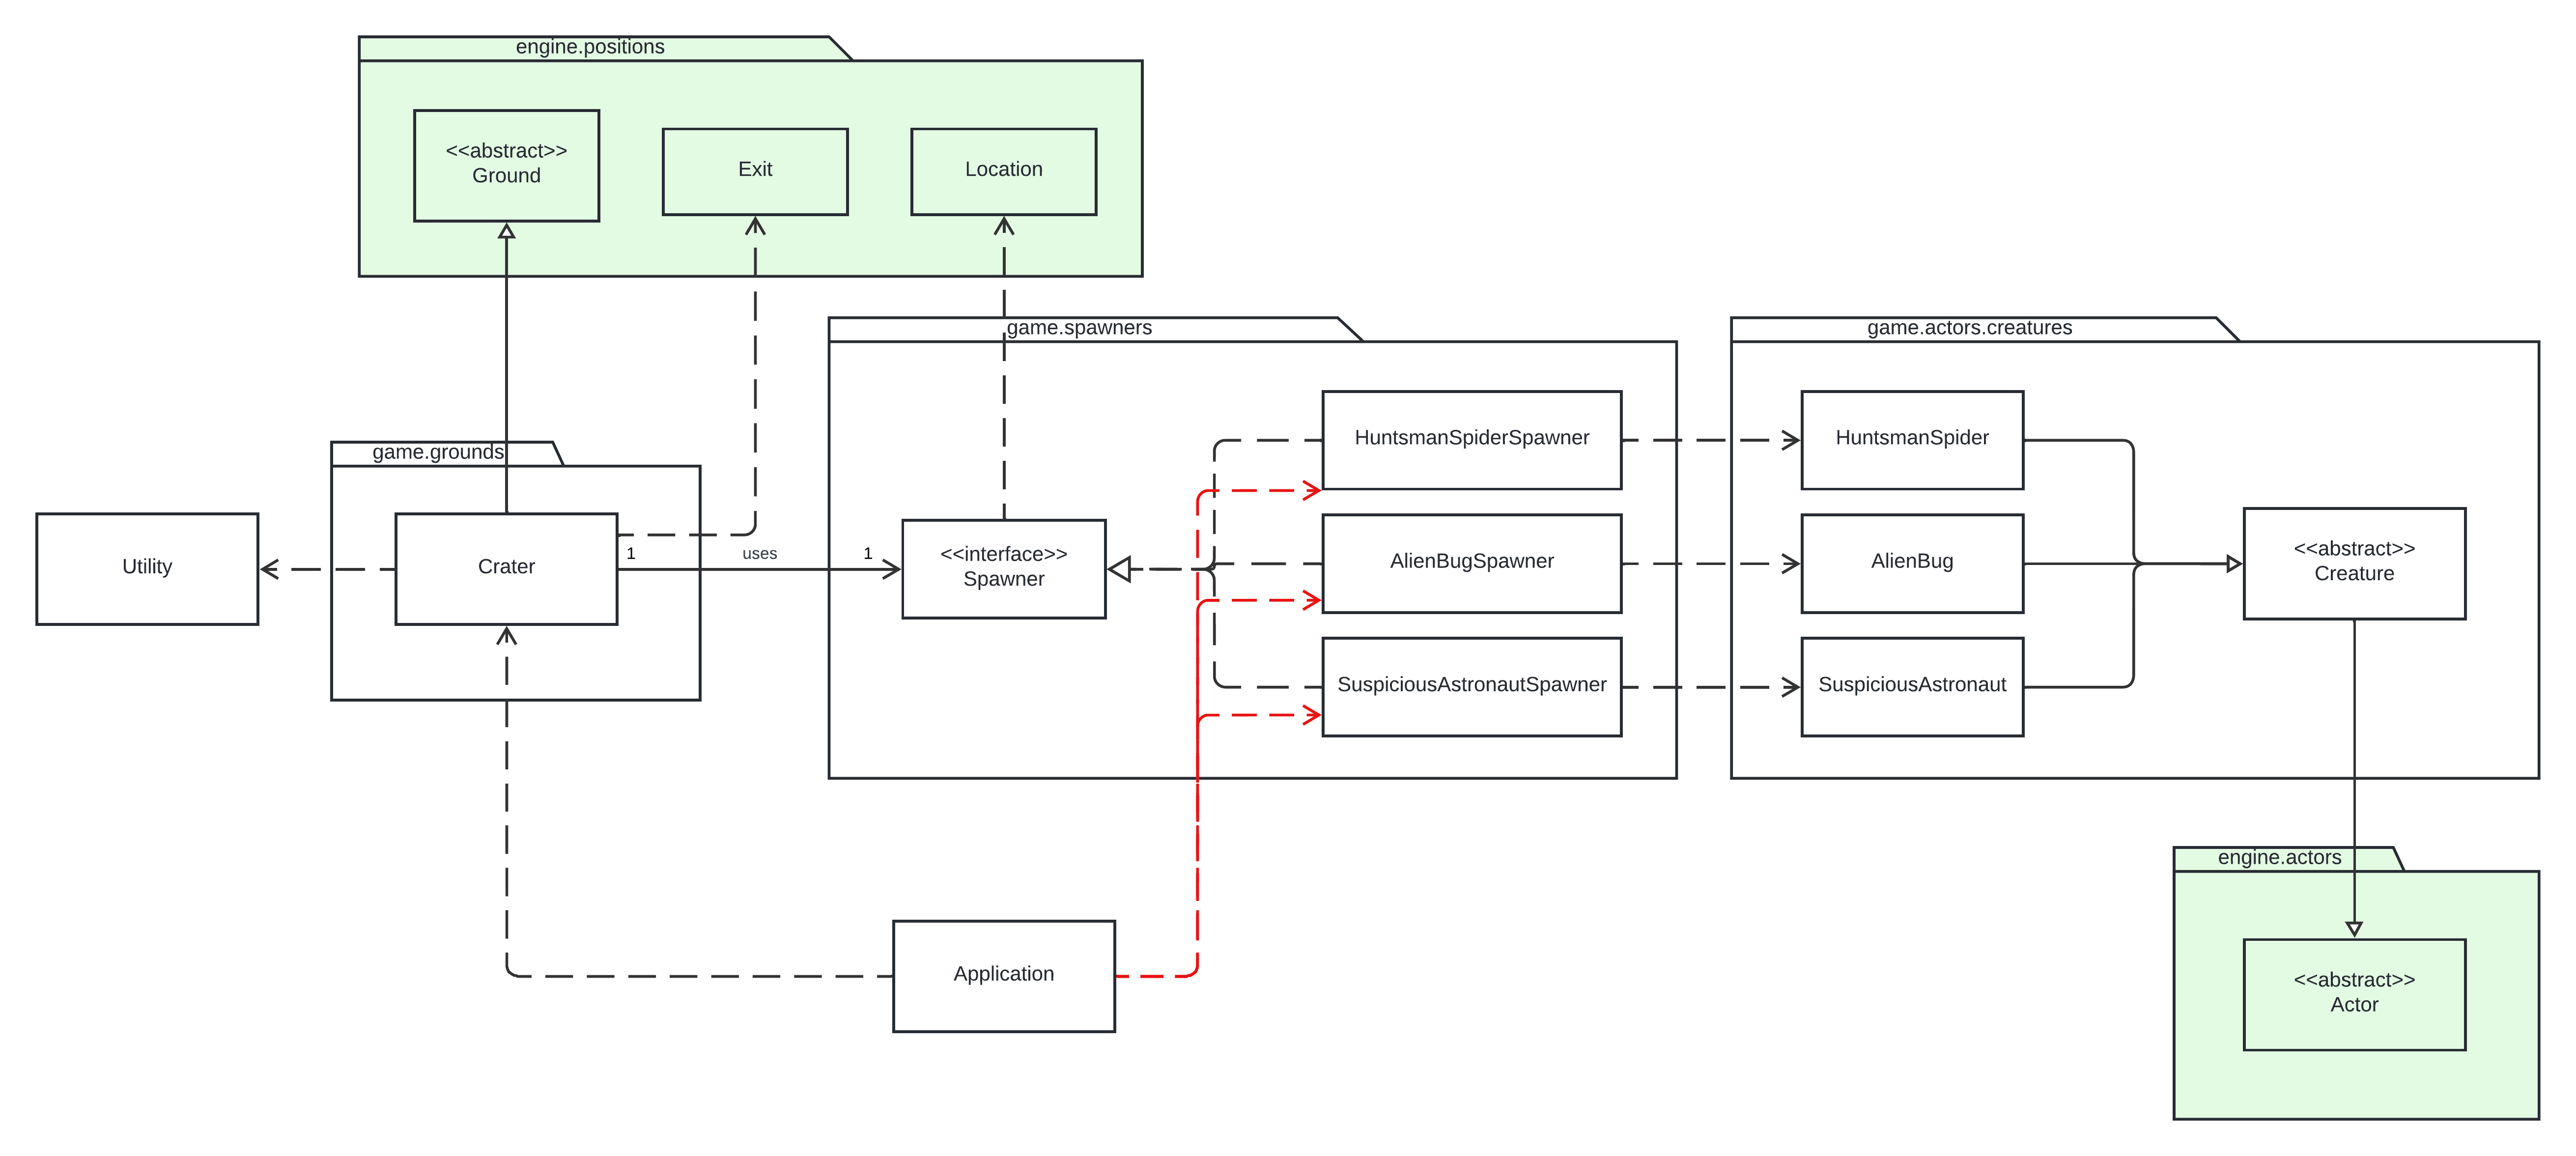 engine.positions
<<abstract>>
Ground
Exit
Location
game.spawners
game.actors.creatures
HuntsmanSpiderSpawner
HuntsmanSpider
game.grounds
Utility
Crater
1
uses
1
<<interface>>
Spawner
AlienBugSpawner
AlienBug
<<abstract>>
Creature
SuspiciousAstronautSpawner
SuspiciousAstronaut
engine.actors
Application
<<abstract>>
Actor